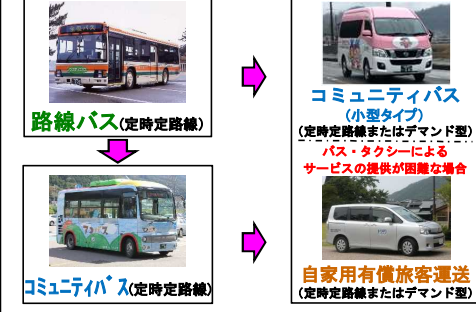 路線バス(定時定路線)
コミュニティバス
(小型タイプ)
(定時定路線またはデマンド型)
バス・タクシーによる
サービスの提供が困難な場合
コミュニティバス(定時定路線)
自家用有償旅客運送
(定時定路線またはデマンド型)